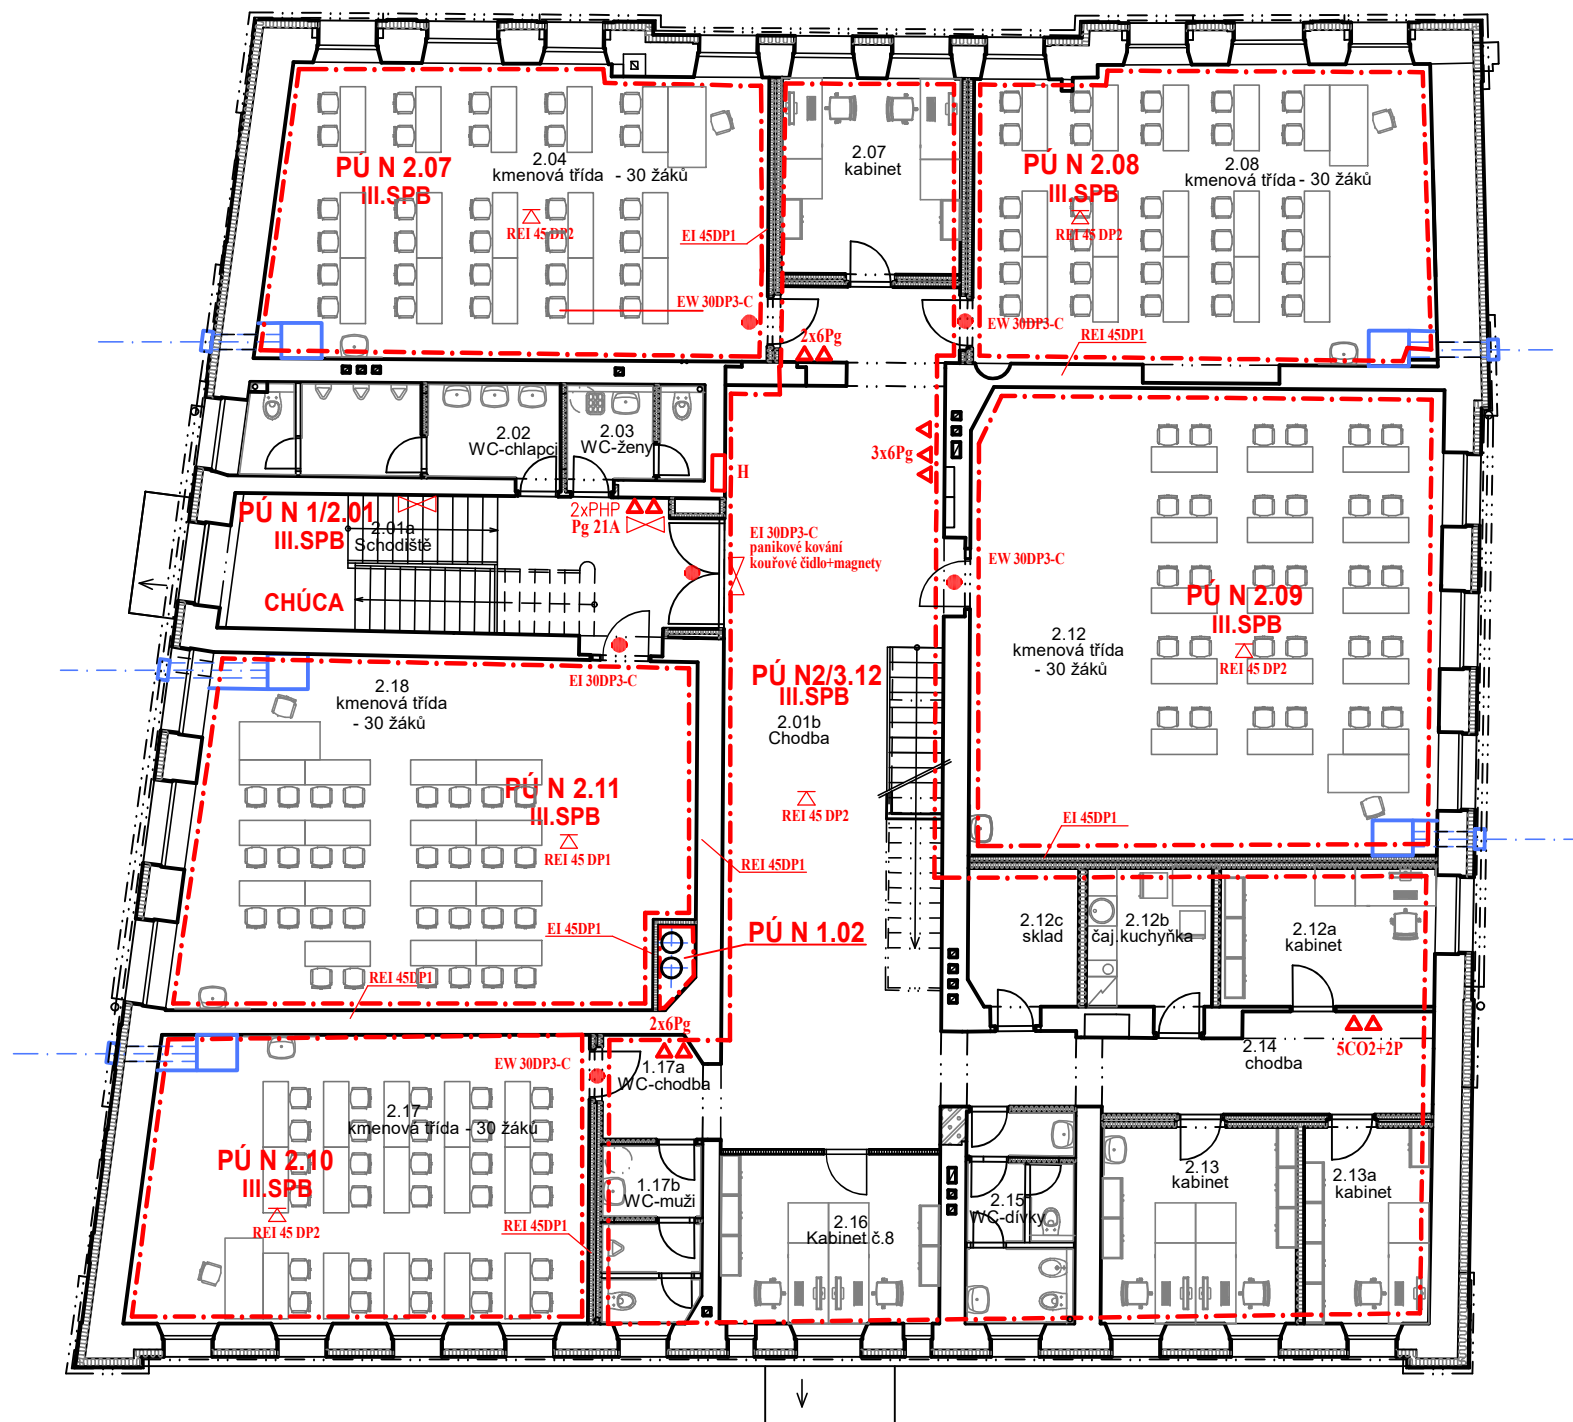 PÚ N 2.07
III.SPB
2.04
kmenová třída - 30 žáků
REI 45 DP2
EI 45DP1
EW 30DP3-C
2.07
kabinet
PÚ N 2.08
III.SPB
2.08
kmenová třída - 30 žáků
REI 45 DP2
EW 30DP3-C
REI 45DP1
2x6Pg
2.02
WC-chlapci
2.03
WC-ženy
H
3x6Pg
PÚ N 1/2.01
III.SPB
2.01a
Schodiště
CHÚCA
2xPHP
Pg 21A
EI 30DP3-C
panikové kování
kouřové čidlo+magnety
EW 30DP3-C
PÚ N 2.09
III.SPB
2.12
kmenová třída
- 30 žáků
REI 45 DP2
EI 30DP3-C
2.18
kmenová třída
- 30 žáků
PÚ N2/3.12
III.SPB
2.01b
Chodba
REI 45 DP2
PÚ N 2.11
III.SPB
REI 45 DP1
REI 45DP1
EI 45DP1
EI 45DP1
PÚ N 1.02
REI 45DP1
2.12c
sklad
2.12b
čaj.kuchyňka
2.12a
kabinet
2x6Pg
1.17a
WC-chodba
EW 30DP3-C
2.14
chodba
5CO2+2P
2.17
kmenová třída - 30 žáků
PÚ N 2.10
III.SPB
REI 45 DP2
REI 45DP1
1.17b
WC-muži
2.16
Kabinet č.8
2.15
WC-dívky
2.13
kabinet
2.13a
kabinet